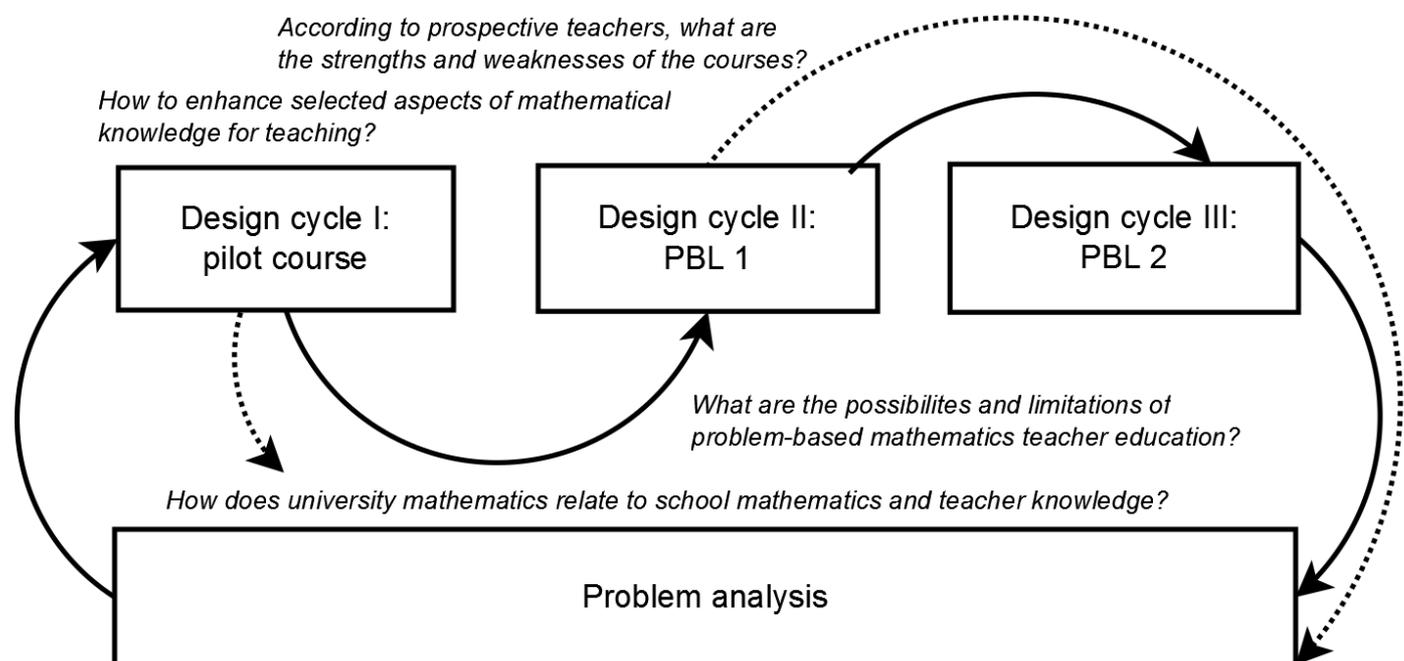 According to prospective teachers, what are
the strengths and weaknesses of the courses?
How to enhance selected aspects of mathematical
knowledge for teaching?
Design cycle I:
pilot course
Design cycle II:
PBL 1
Design cycle III:
PBL 2
What are the possibilites and limitations of
problem-based mathematics teacher education?
How does university mathematics relate to school mathematics and teacher knowledge?
Problem analysis